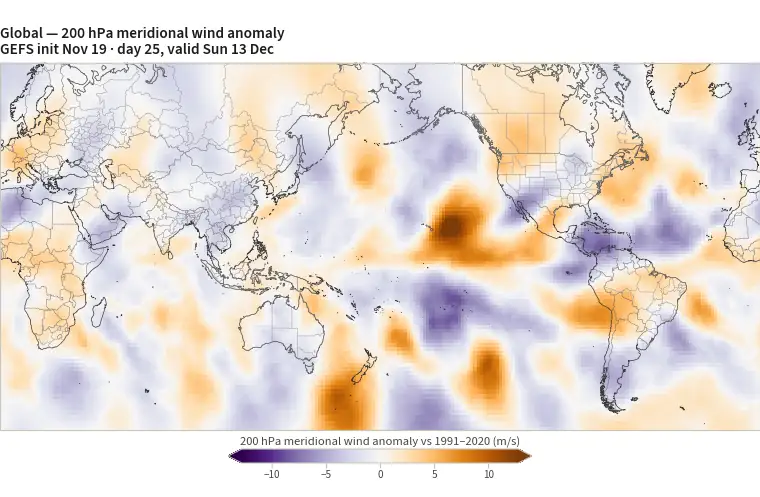 Global — 200 hPa meridional wind anomaly
GEFS init Nov 19 · day 25, valid Sun 13 Dec
200 hPa meridional wind anomaly vs 1991–2020 (m/s)
−10 −5 0 5 10